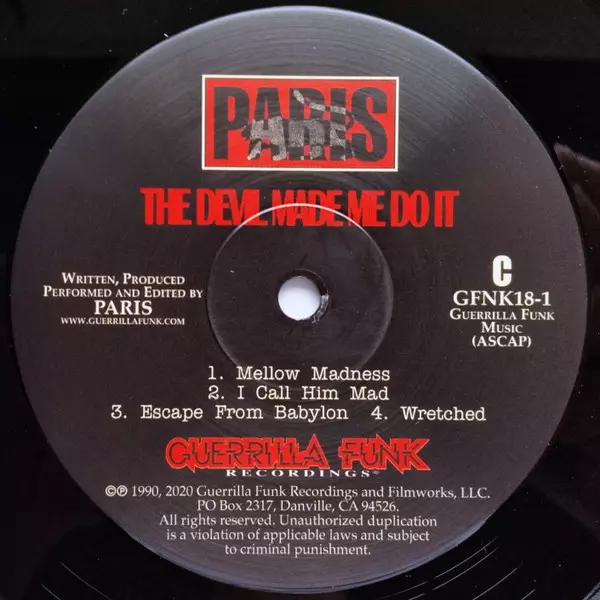 PARIS
THE DEVIL MADE ME DO IT
WRITTEN, PRODUCED
PERFORMED AND EDITED BY
PARIS
WWW.GUERRILLAFUNK.COM
C
GFNK18-1
GUERRILLA FUNK
MUSIC
(ASCAP)
1. Mellow Madness
2. I Call Him Mad
3. Escape From Babylon 4. Wretched
GUERRILLA FUNK
RECORDINGS®
©℗ 1990, 2020 Guerrilla Funk Recordings and Filmworks, LLC.
PO Box 2317, Danville, CA 94526.
All rights reserved. Unauthorized duplication
is a violation of applicable laws and subject
to criminal punishment.